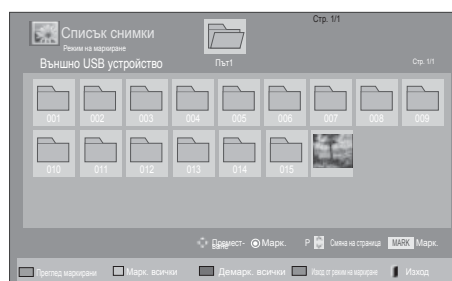 Стр. 1/1
Списък снимки
Режим на маркиране
Външно USB устройство
Път1
Стр. 1/1
001 002 003 004 005 006 007 008 009
010 011 012 013 014 015
Марк. P Смяна на страница MARK Марк.
Преглед маркирани Марк. всички Демарк. всички Изход от режим на маркиране Изход